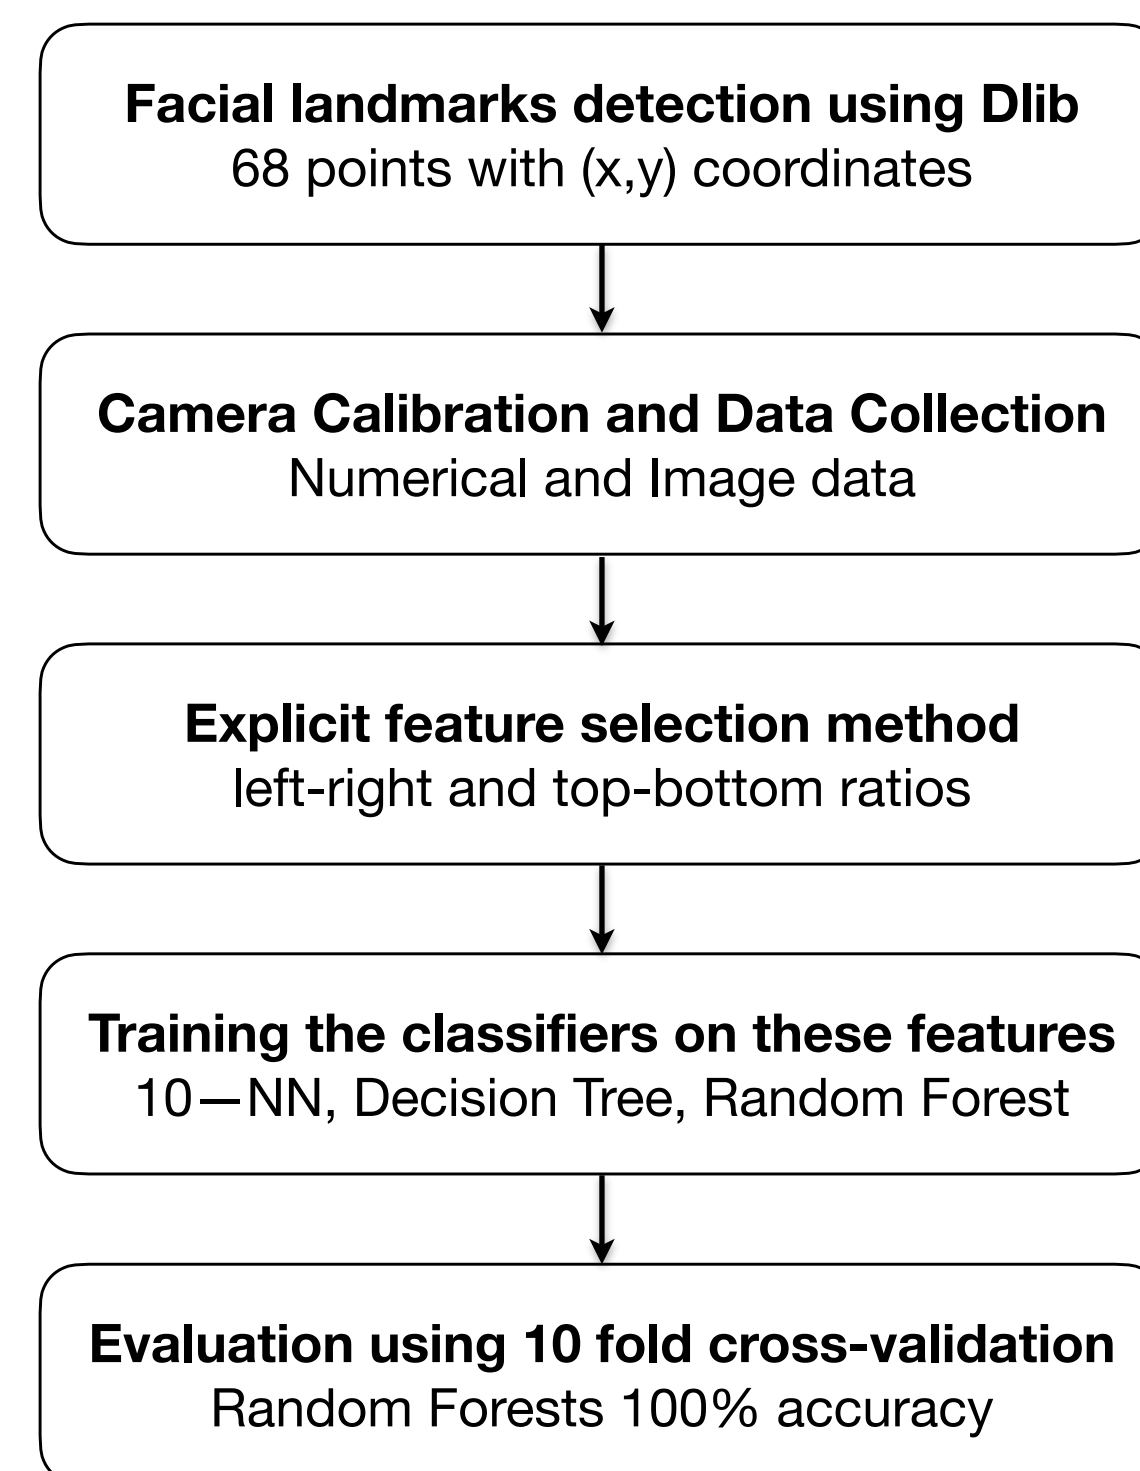 Facial landmarks detection using Dlib
68 points with (x,y) coordinates
Camera Calibration and Data Collection
Numerical and Image data
Explicit feature selection method
left-right and top-bottom ratios
Training the classifiers on these features
10—NN, Decision Tree, Random Forest
Evaluation using 10 fold cross-validation
Random Forests 100% accuracy